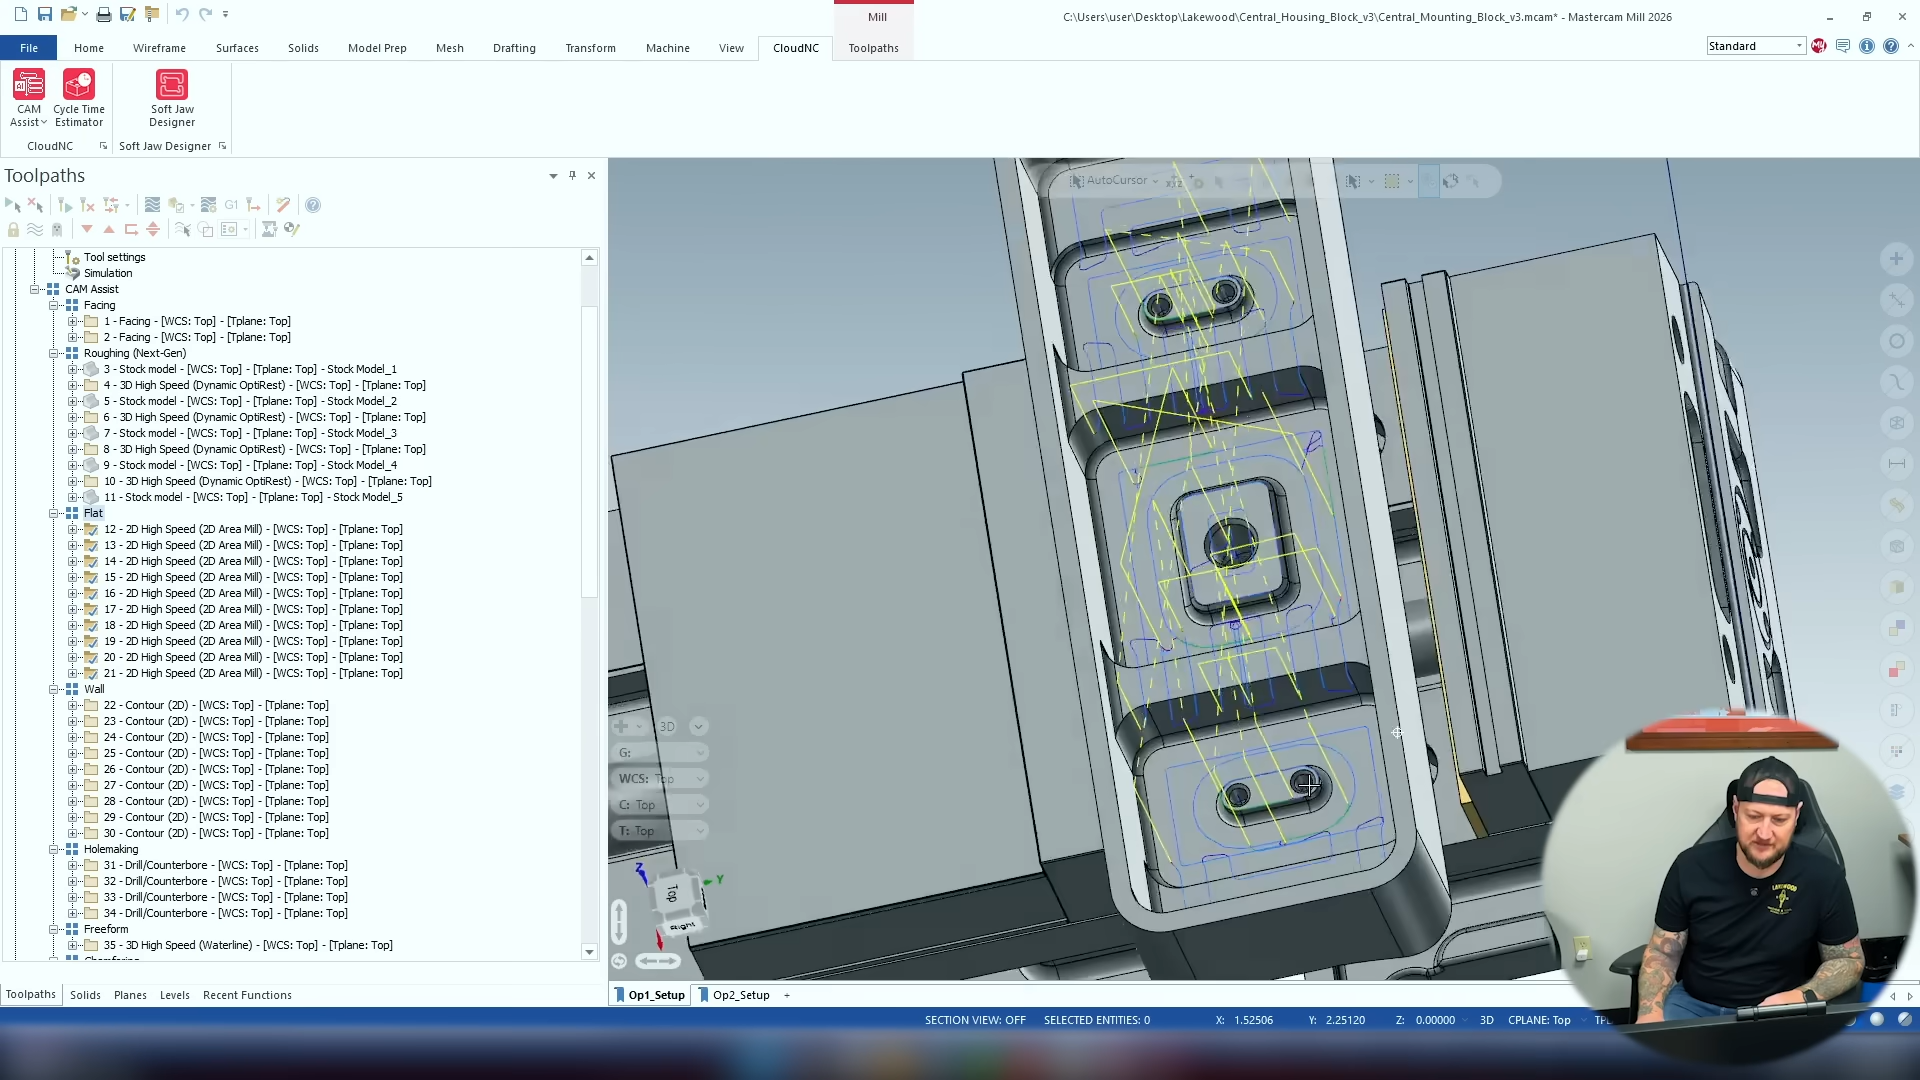 Mill
C:\Users\user\Desktop\Lakewood\Central_Housing_Block_v3\Central_Mounting_Block_v3.mcam* - Mastercam Mill 2026
File
Home
Wireframe
Surfaces
Solids
Model Prep
Mesh
Drafting
Transform
Machine
View
CloudNC
Toolpaths
Standard
CAM
Assist
Cycle Time
Estimator
Soft Jaw
Designer
CloudNC
Soft Jaw Designer
Toolpaths
G1
AutoCursor
Tool settings
Simulation
CAM Assist
Facing
1 - Facing - [WCS: Top] - [Tplane: Top]
2 - Facing - [WCS: Top] - [Tplane: Top]
Roughing (Next-Gen)
3 - Stock model - [WCS: Top] - [Tplane: Top] - Stock Model_1
4 - 3D High Speed (Dynamic OptiRest) - [WCS: Top] - [Tplane: Top]
5 - Stock model - [WCS: Top] - [Tplane: Top] - Stock Model_2
6 - 3D High Speed (Dynamic OptiRest) - [WCS: Top] - [Tplane: Top]
7 - Stock model - [WCS: Top] - [Tplane: Top] - Stock Model_3
8 - 3D High Speed (Dynamic OptiRest) - [WCS: Top] - [Tplane: Top]
9 - Stock model - [WCS: Top] - [Tplane: Top] - Stock Model_4
10 - 3D High Speed (Dynamic OptiRest) - [WCS: Top] - [Tplane: Top]
11 - Stock model - [WCS: Top] - [Tplane: Top] - Stock Model_5
Flat
12 - 2D High Speed (2D Area Mill) - [WCS: Top] - [Tplane: Top]
13 - 2D High Speed (2D Area Mill) - [WCS: Top] - [Tplane: Top]
14 - 2D High Speed (2D Area Mill) - [WCS: Top] - [Tplane: Top]
15 - 2D High Speed (2D Area Mill) - [WCS: Top] - [Tplane: Top]
16 - 2D High Speed (2D Area Mill) - [WCS: Top] - [Tplane: Top]
17 - 2D High Speed (2D Area Mill) - [WCS: Top] - [Tplane: Top]
18 - 2D High Speed (2D Area Mill) - [WCS: Top] - [Tplane: Top]
19 - 2D High Speed (2D Area Mill) - [WCS: Top] - [Tplane: Top]
20 - 2D High Speed (2D Area Mill) - [WCS: Top] - [Tplane: Top]
21 - 2D High Speed (2D Area Mill) - [WCS: Top] - [Tplane: Top]
Wall
22 - Contour (2D) - [WCS: Top] - [Tplane: Top]
23 - Contour (2D) - [WCS: Top] - [Tplane: Top]
24 - Contour (2D) - [WCS: Top] - [Tplane: Top]
25 - Contour (2D) - [WCS: Top] - [Tplane: Top]
26 - Contour (2D) - [WCS: Top] - [Tplane: Top]
27 - Contour (2D) - [WCS: Top] - [Tplane: Top]
28 - Contour (2D) - [WCS: Top] - [Tplane: Top]
29 - Contour (2D) - [WCS: Top] - [Tplane: Top]
30 - Contour (2D) - [WCS: Top] - [Tplane: Top]
Holemaking
31 - Drill/Counterbore - [WCS: Top] - [Tplane: Top]
32 - Drill/Counterbore - [WCS: Top] - [Tplane: Top]
33 - Drill/Counterbore - [WCS: Top] - [Tplane: Top]
34 - Drill/Counterbore - [WCS: Top] - [Tplane: Top]
Freeform
35 - 3D High Speed (Waterline) - [WCS: Top] - [Tplane: Top]
3D
G:
WCS: Top
C: Top
T: Top
Z
Y
Top
Right
LAKEWOOD
Toolpaths
Solids
Planes
Levels
Recent Functions
Op1_Setup
Op2_Setup
+
SECTION VIEW: OFF
SELECTED ENTITIES: 0
X: 1.52506
Y: 2.25120
Z: 0.00000
3D
CPLANE: Top